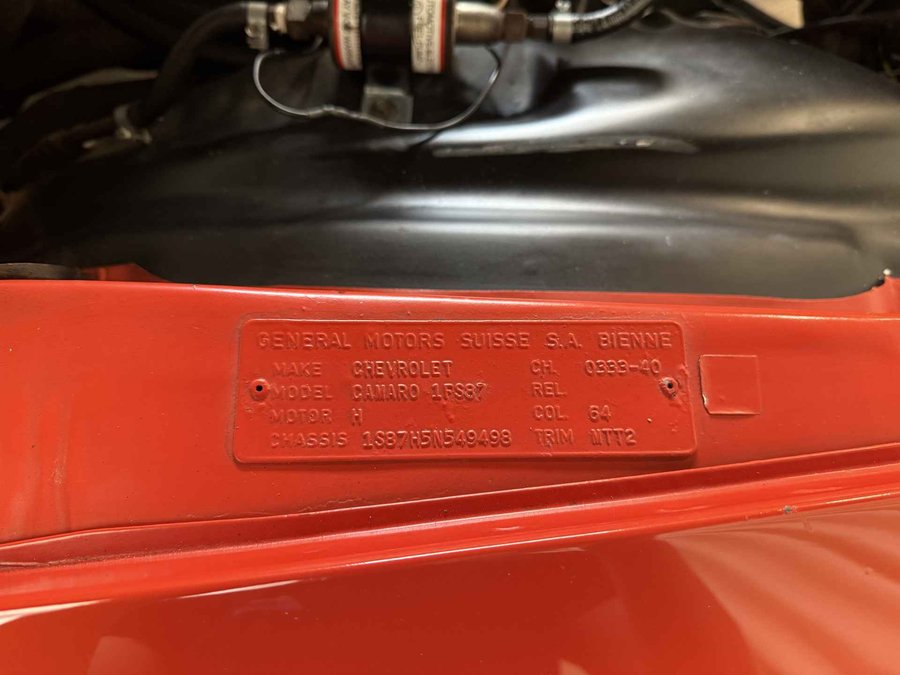 GENERAL MOTORS SUISSE S.A. BIENNE
MAKE CHEVROLET CH. 0333-40
MODEL CAMARO 1FS87 REL.
MOTOR H COL. 64
CHASSIS 1S87H5N549498 TRIM MTT2